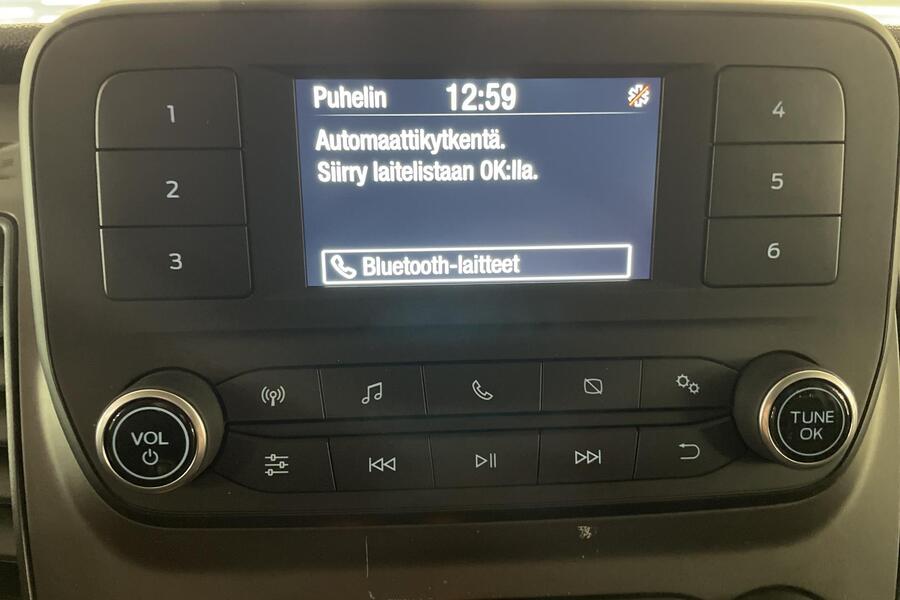 Puhelin 12:59
Automaattikytkentä.
Siirry laitelistaan OK:lla.
Bluetooth-laitteet
1
2
3
4
5
6
VOL
TUNE
OK